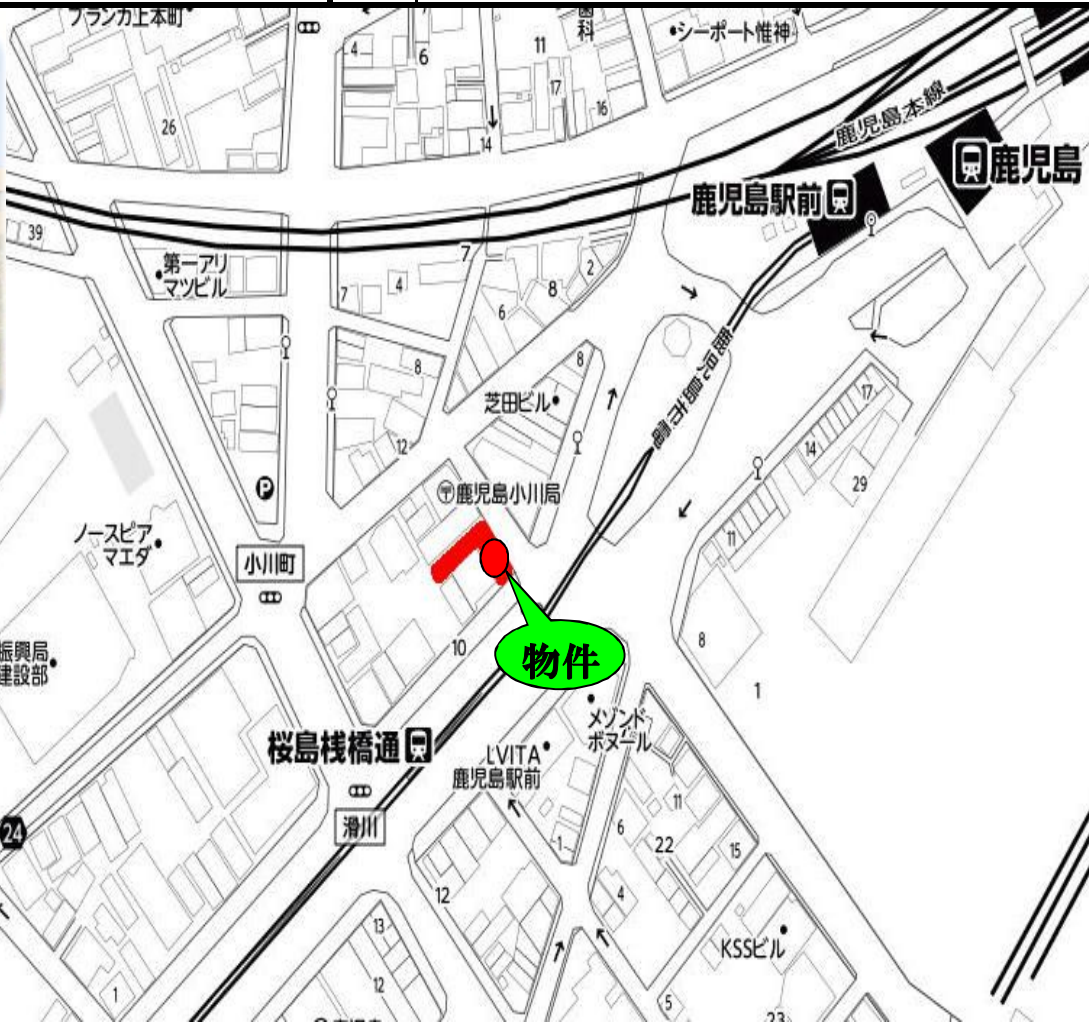 ブランカ上本町
4
6
11
歯科
シーポート惟神
17
16
26
14
鹿児島本線
鹿児島
鹿児島駅前
39
第一アリ
マツビル
7
7
4
2
8
6
8
8
17
芝田ビル
12
鹿児島小川局
14
29
11
P
ノースピア
マエダ
小川町
振興局
建設部
10
物件
8
1
メゾンド
ボヌール
桜島桟橋通
LVITA
鹿児島駅前
滑川
24
11
6
22
15
1
12
4
13
KSSビル
12
1
5
23